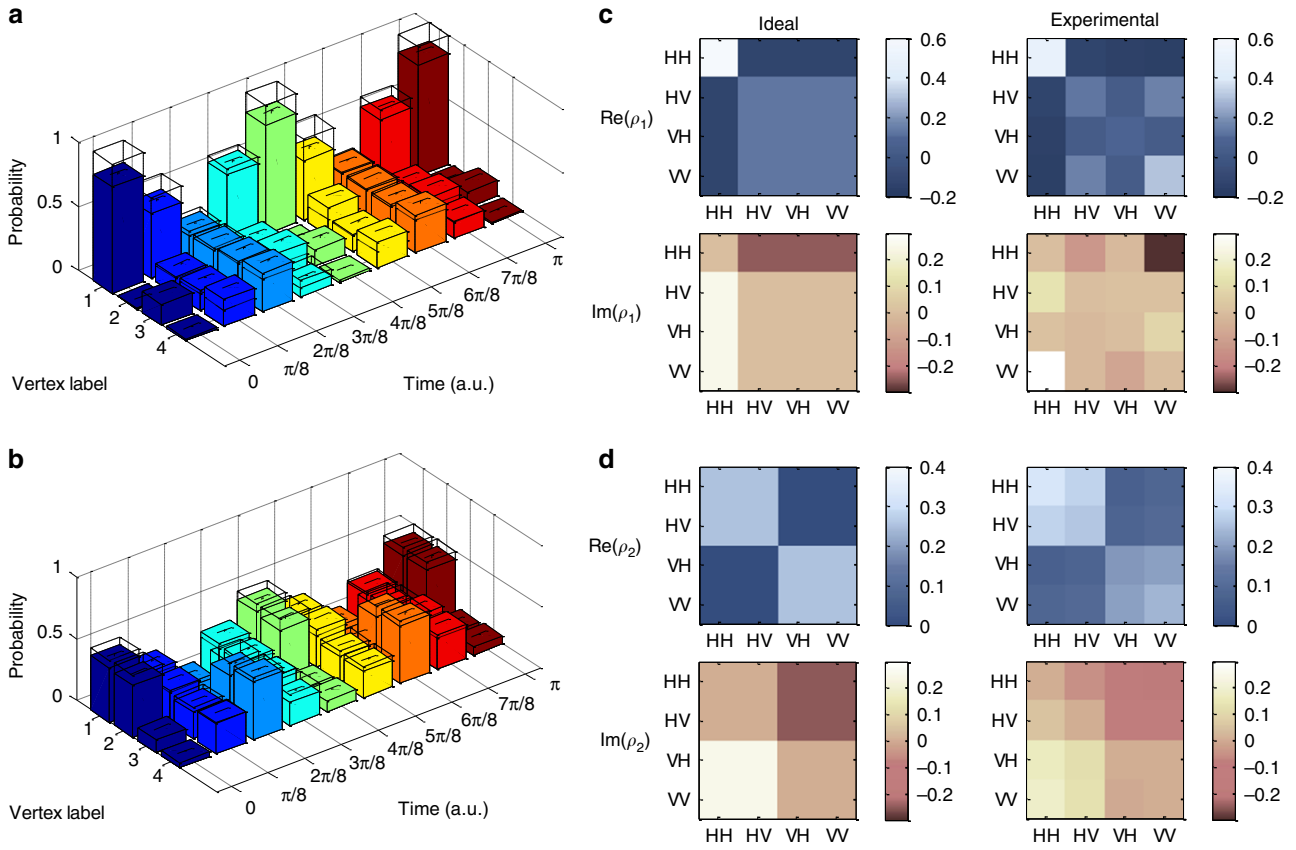 a
Probability
1
0.5
0
1
2
3
4
Vertex label
0
π/8
2π/8
3π/8
4π/8
5π/8
6π/8
7π/8
π
Time (a.u.)
b
Probability
1
0.5
0
1
2
3
4
Vertex label
0
π/8
2π/8
3π/8
4π/8
5π/8
6π/8
7π/8
π
Time (a.u.)
c
Ideal
Experimental
Re(ρ1)
HH
HV
VH
VV
HH HV VH VV
0.6
0.4
0.2
0
−0.2
HH
HV
VH
VV
HH HV VH VV
0.6
0.4
0.2
0
−0.2
Im(ρ1)
HH
HV
VH
VV
HH HV VH VV
0.2
0.1
0
−0.1
−0.2
HH
HV
VH
VV
HH HV VH VV
0.2
0.1
0
−0.1
−0.2
d
Re(ρ2)
HH
HV
VH
VV
HH HV VH VV
0.4
0.3
0.2
0.1
0
HH
HV
VH
VV
HH HV VH VV
0.4
0.3
0.2
0.1
0
Im(ρ2)
HH
HV
VH
VV
HH HV VH VV
0.2
0.1
0
−0.1
−0.2
HH
HV
VH
VV
HH HV VH VV
0.2
0.1
0
−0.1
−0.2